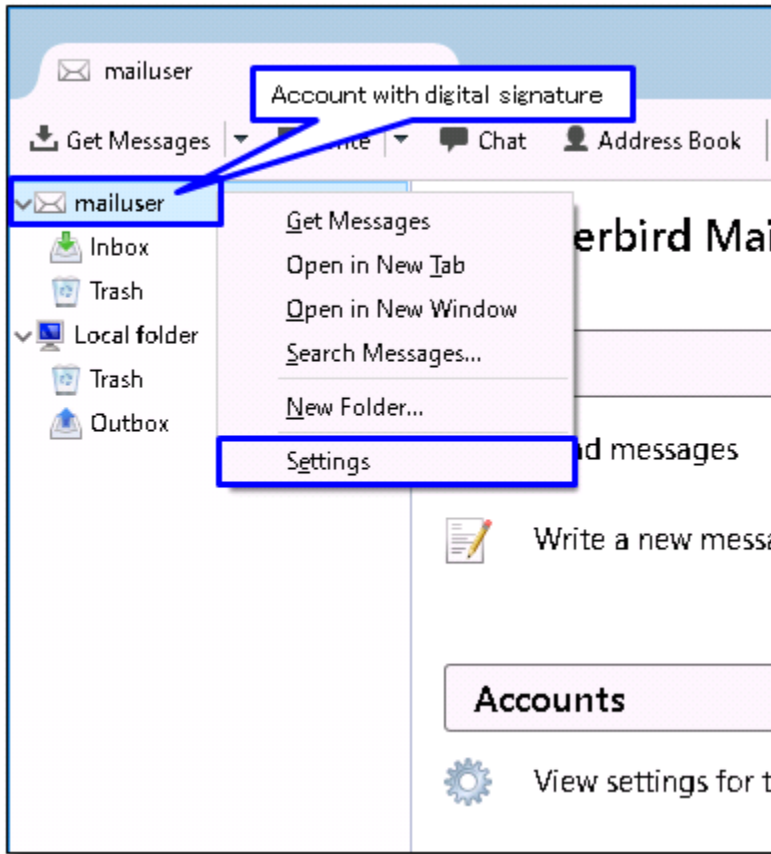 mailuser
Account with digital signature
Get Messages
Chat
Address Book
mailuser
Inbox
Trash
Local folder
Trash
Outbox
Get Messages
Open in New Tab
Open in New Window
Search Messages...
New Folder...
Settings
erbird Mai
d messages
Write a new messa
Accounts
View settings for t